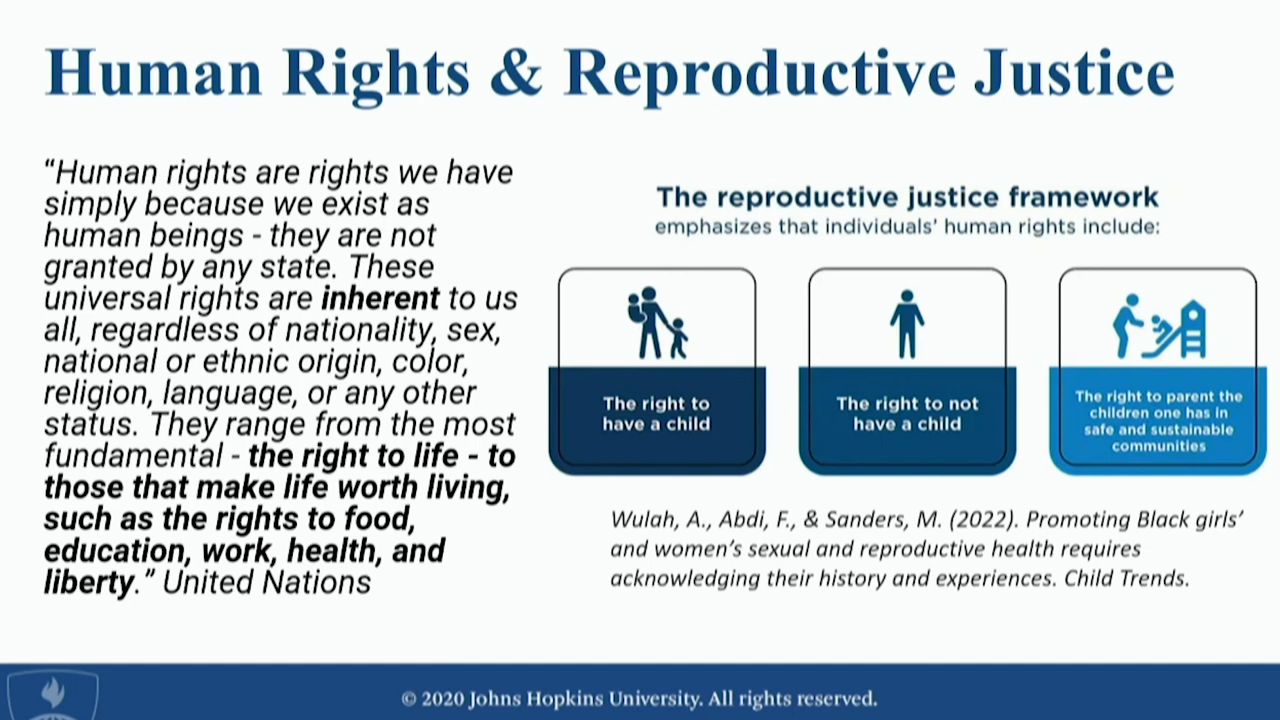 Human Rights & Reproductive Justice
“Human rights are rights we have
simply because we exist as
human beings - they are not
granted by any state. These
universal rights are inherent to us
all, regardless of nationality, sex,
national or ethnic origin, color,
religion, language, or any other
status. They range from the most
fundamental - the right to life - to
those that make life worth living,
such as the rights to food,
education, work, health, and
liberty.” United Nations
The reproductive justice framework
emphasizes that individuals’ human rights include:
The right to
have a child
The right to not
have a child
The right to parent the
children one has in
safe and sustainable
communities
Wulah, A., Abdi, F., & Sanders, M. (2022). Promoting Black girls’
and women’s sexual and reproductive health requires
acknowledging their history and experiences. Child Trends.
© 2020 Johns Hopkins University. All rights reserved.